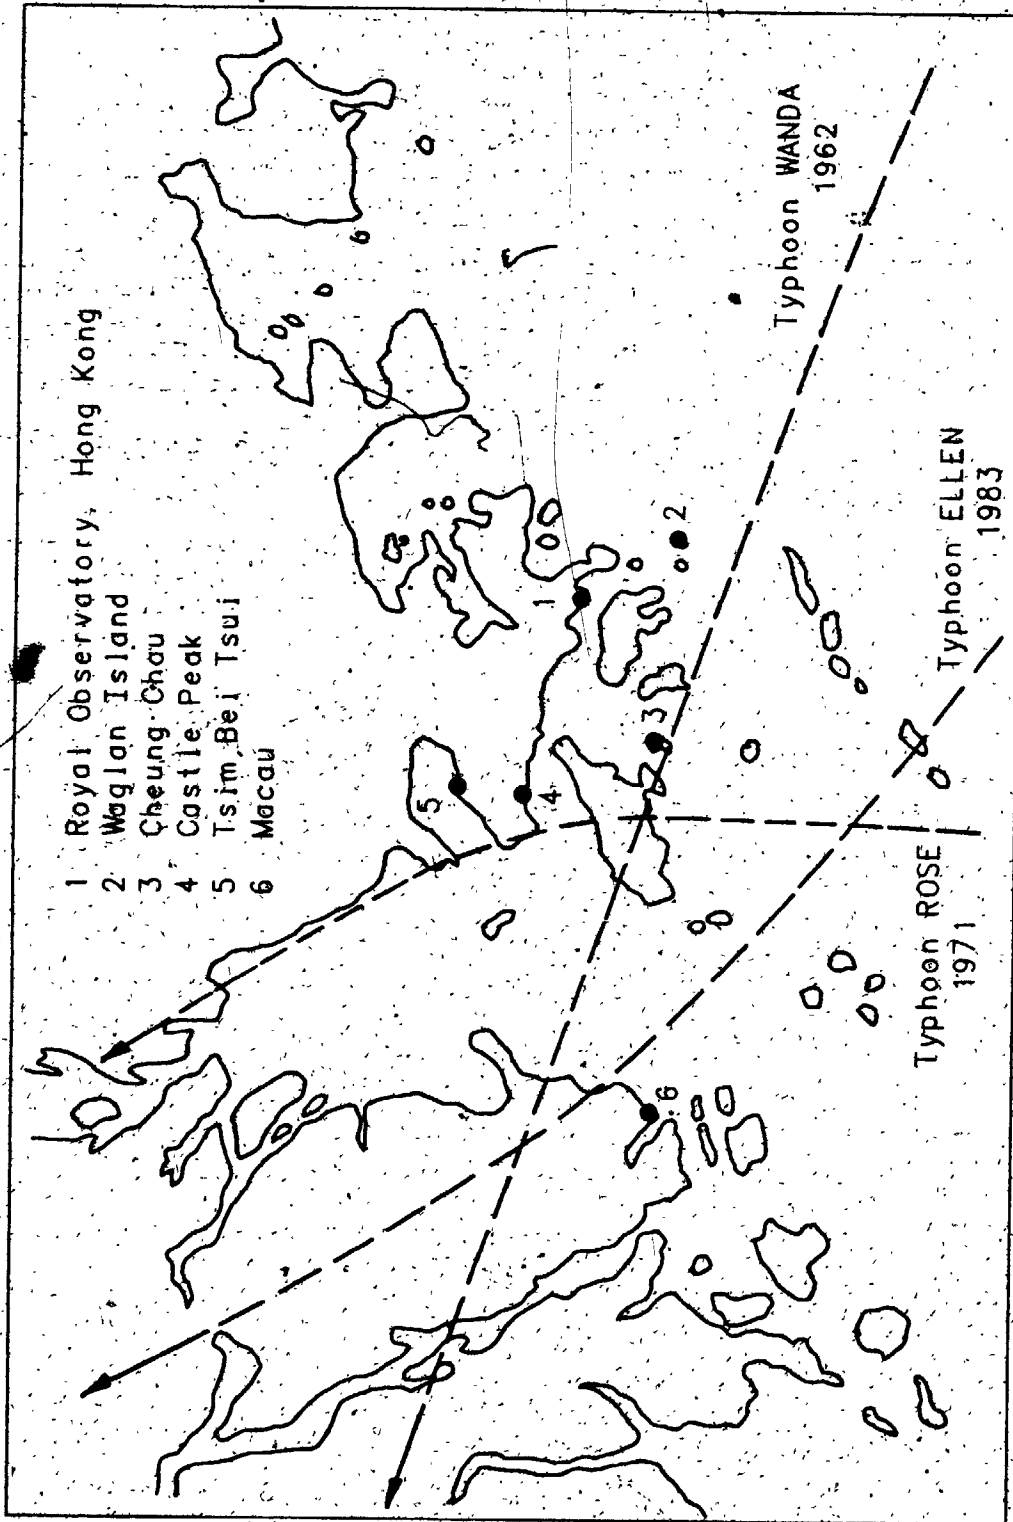 1 Royal Observatory, Hong Kong
2 Waglan Island
3 Cheung Chau
4 Castle Peak
5 Tsim Bei Tsui
6 Macau
Typhoon WANDA
1962
Typhoon ELLEN
1983
Typhoon ROSE
1971
1
2
3
4
5
6